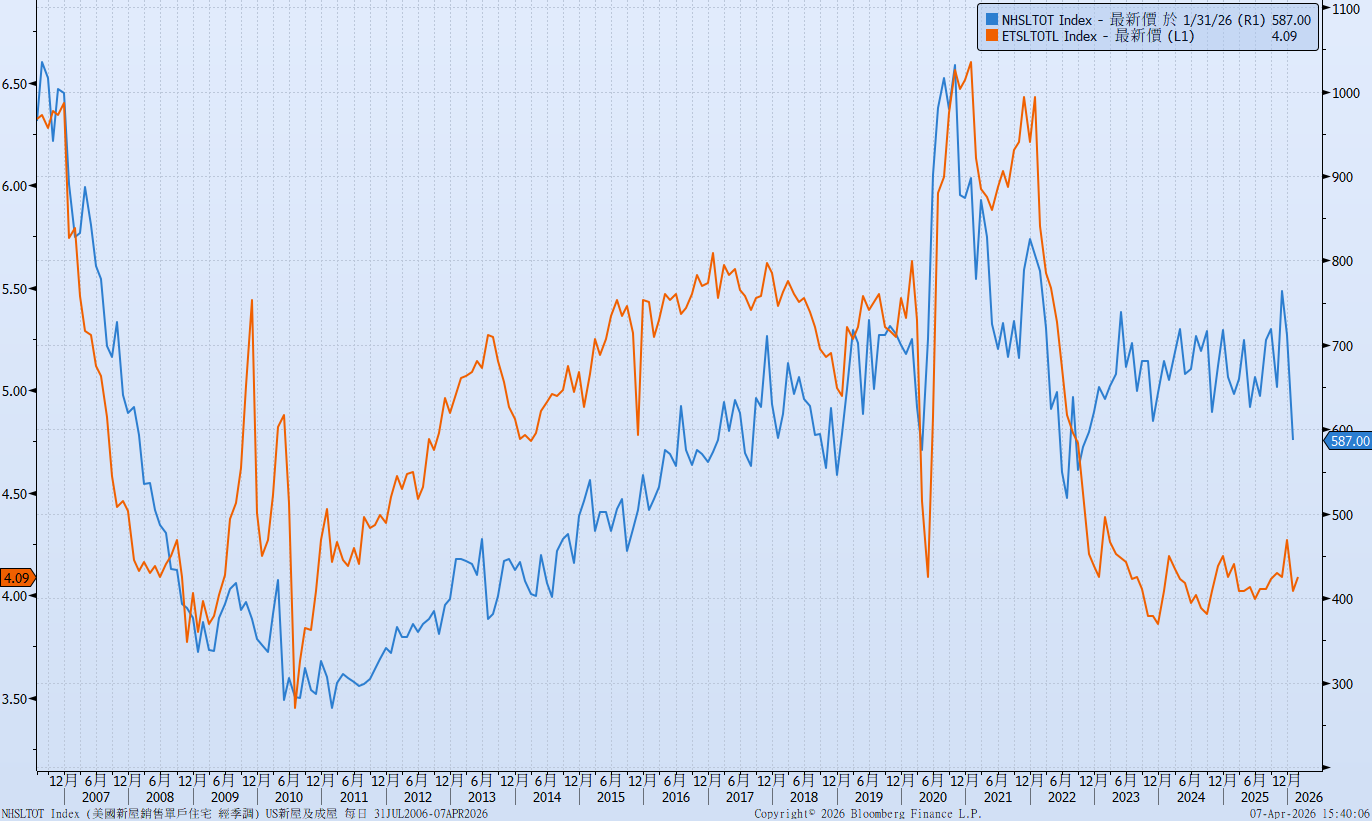 NHSLTOT Index - 最新價 於 1/31/26 (R1) 587.00
ETSLTOTL Index - 最新價 (L1) 4.09
6.50
6.00
5.50
5.00
4.50
4.09
4.00
3.50
1100
1000
900
800
700
600
587.00
500
400
300
12月 6月 12月 6月 12月 6月 12月 6月 12月 6月 12月 6月 12月 6月 12月 6月 12月 6月 12月 6月 12月 6月 12月 6月 12月 6月 12月 6月 12月 6月 12月 6月 12月 6月 12月 6月 12月 6月 12月
2007 2008 2009 2010 2011 2012 2013 2014 2015 2016 2017 2018 2019 2020 2021 2022 2023 2024 2025 2026
NHSLTOT Index (美國新屋銷售單戶住宅 經季調) US新屋及成屋 每日 31JUL2006-07APR2026
Copyright© 2026 Bloomberg Finance L.P.
07-Apr-2026 15:40:06